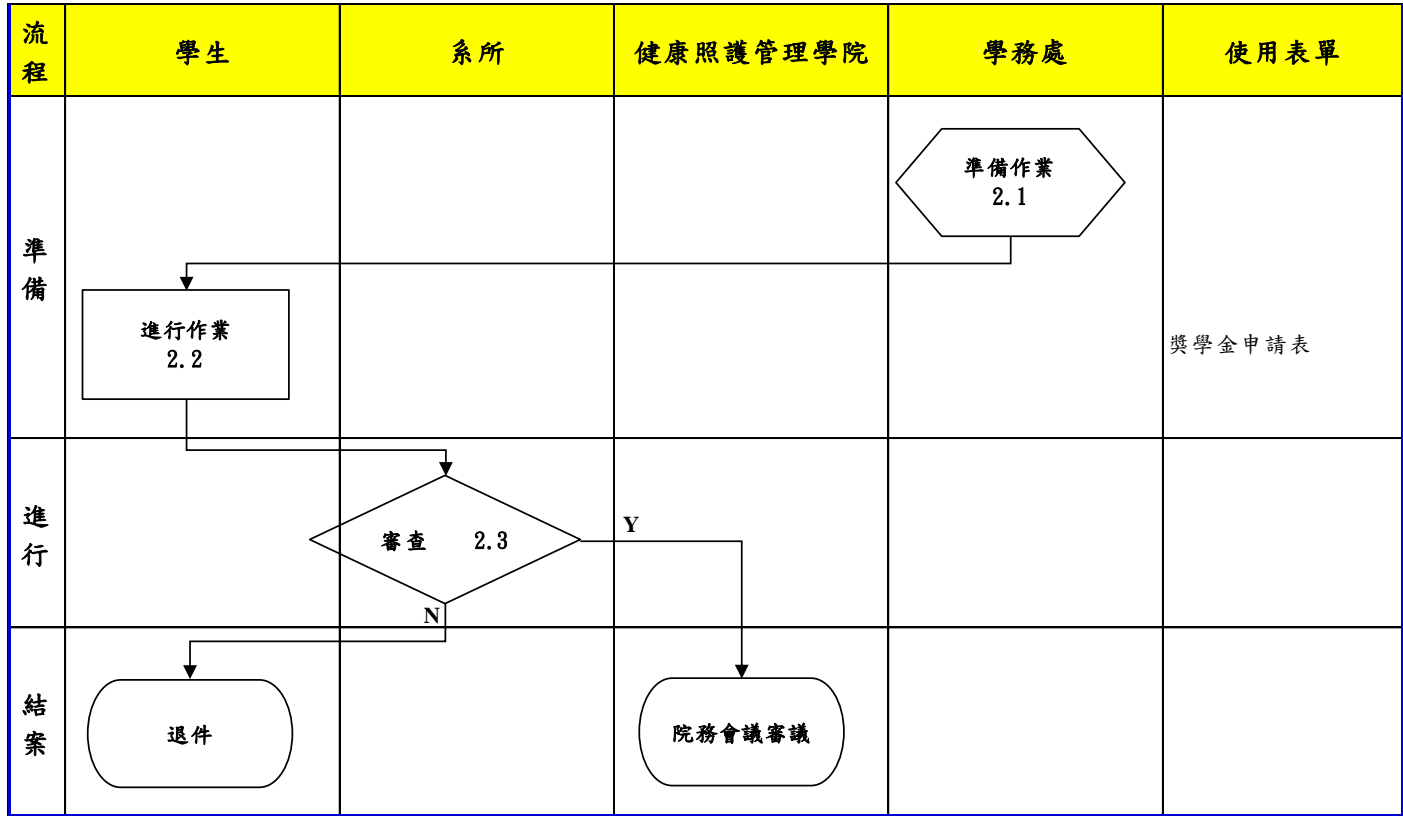 流程
學生
系所
健康照護管理學院
學務處
使用表單
準備
準備作業
2.1
進行作業
2.2
獎學金申請表
進行
審查 2.3
Y
N
結案
退件
院務會議審議